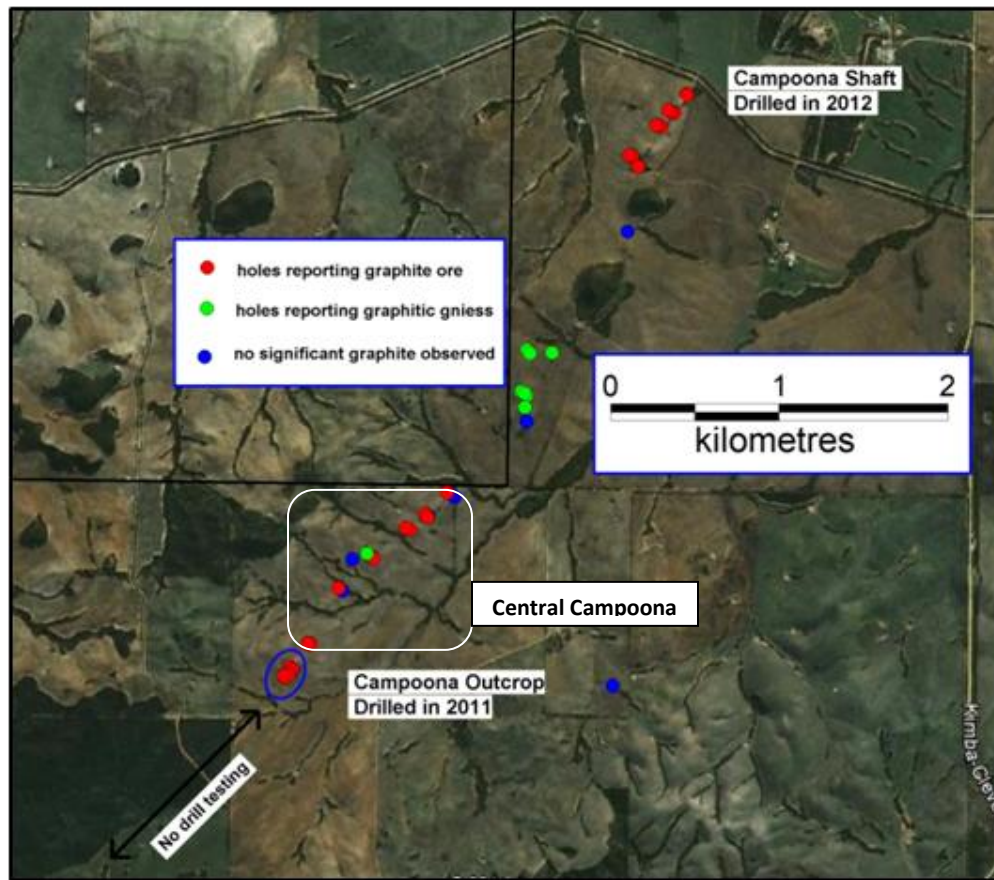 Campoona Shaft
Drilled in 2012
holes reporting graphite ore
holes reporting graphitic gniess
no significant graphite observed
0 1 2
kilometres
Central Campoona
Campoona Outcrop
Drilled in 2011
No drill testing